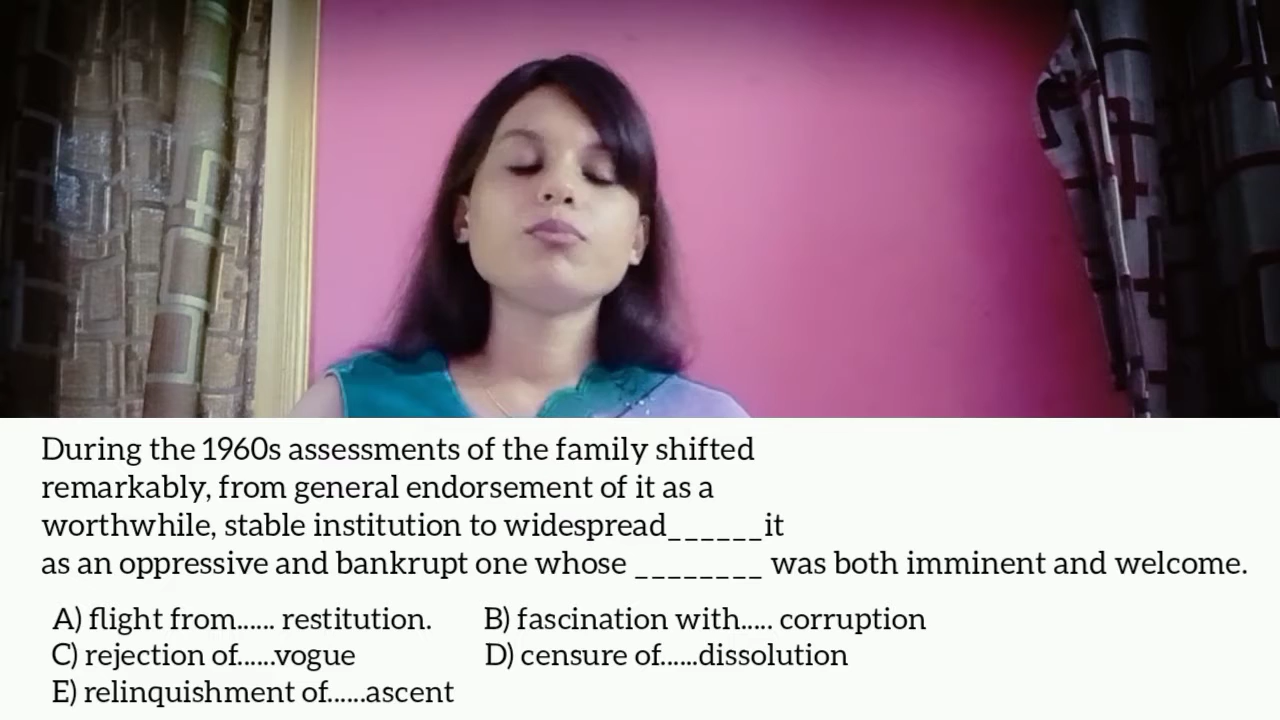 During the 1960s assessments of the family shifted
remarkably, from general endorsement of it as a
worthwhile, stable institution to widespread______it
as an oppressive and bankrupt one whose ________ was both imminent and welcome.
A) flight from...... restitution. B) fascination with..... corruption
C) rejection of......vogue D) censure of......dissolution
E) relinquishment of......ascent